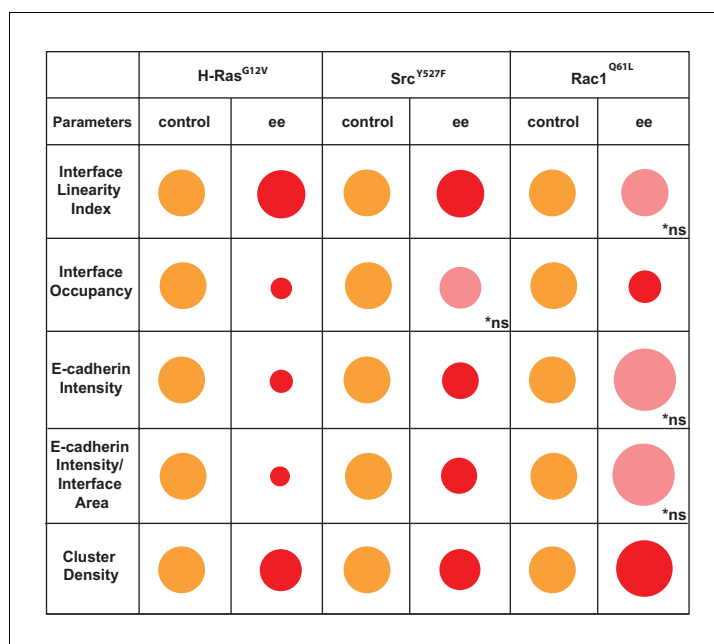 H-Ras G12V Src Y527F Rac1 Q61L
Parameters control ee control ee control ee
Interface
Linearity
Index
*ns
Interface
Occupancy
*ns
E-cadherin
Intensity
*ns
E-cadherin
Intensity/
Interface
Area
*ns
Cluster
Density